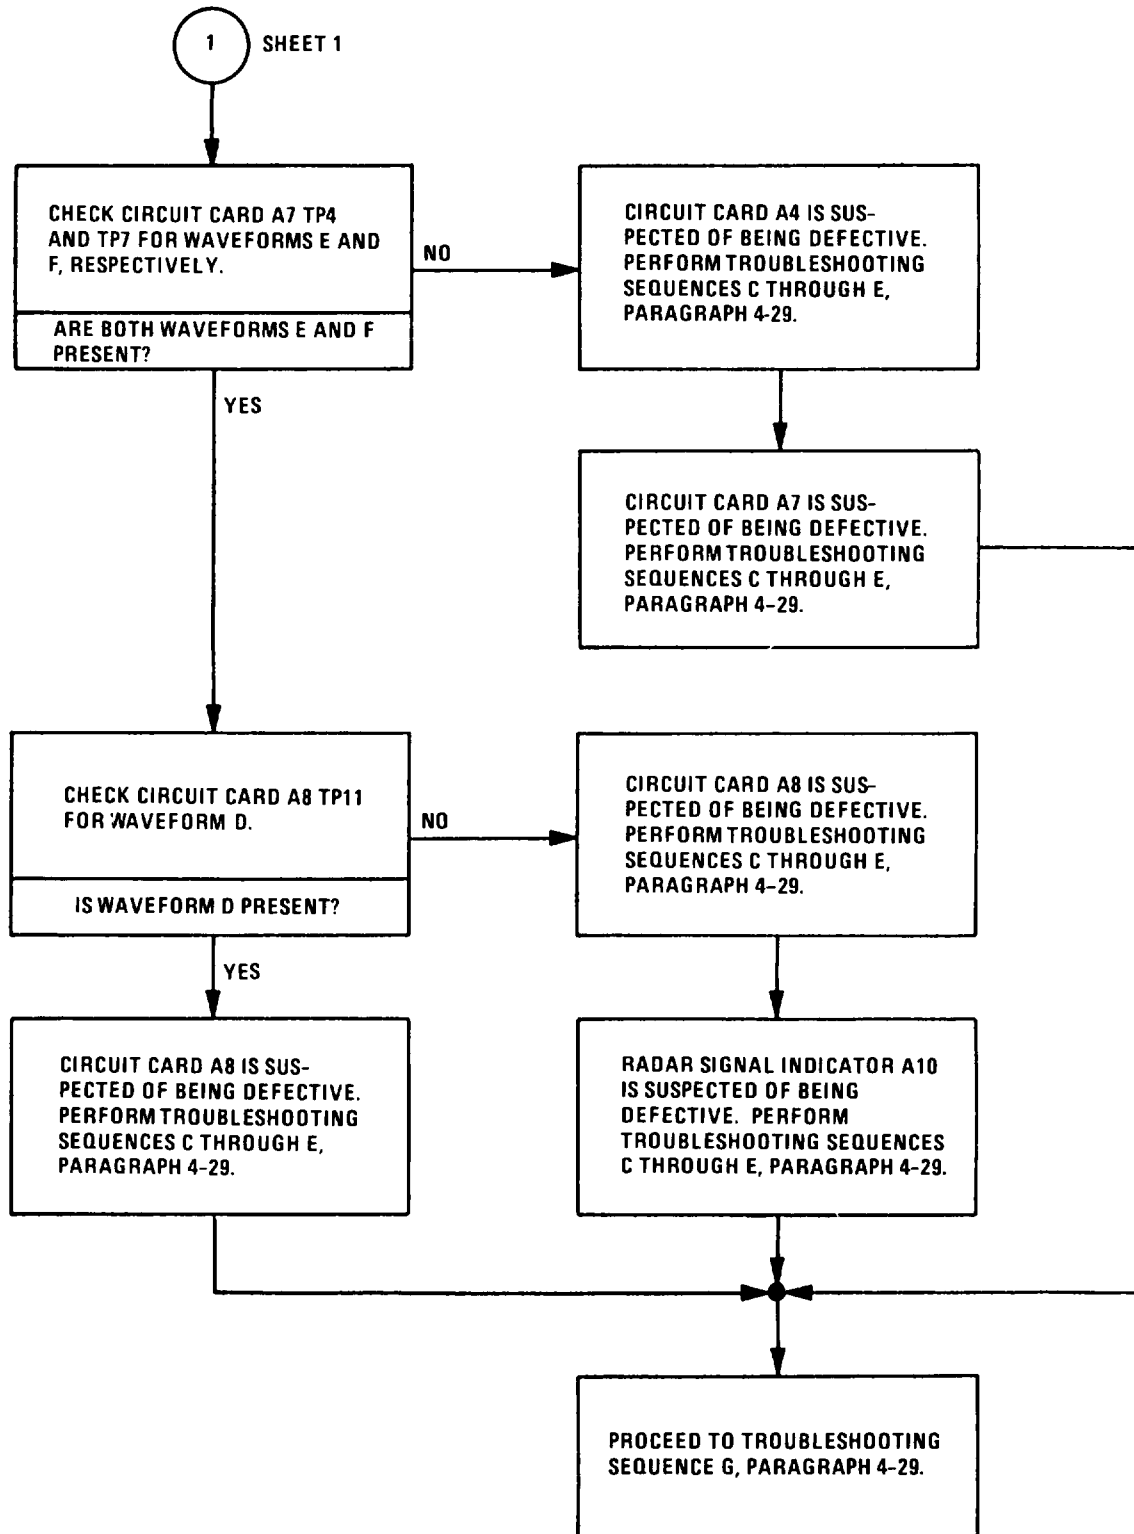 1 SHEET 1
CHECK CIRCUIT CARD A7 TP4
AND TP7 FOR WAVEFORMS E AND
F, RESPECTIVELY.
ARE BOTH WAVEFORMS E AND F
PRESENT?
NO
CIRCUIT CARD A4 IS SUS-
PECTED OF BEING DEFECTIVE.
PERFORM TROUBLESHOOTING
SEQUENCES C THROUGH E,
PARAGRAPH 4-29.
YES
CIRCUIT CARD A7 IS SUS-
PECTED OF BEING DEFECTIVE.
PERFORM TROUBLESHOOTING
SEQUENCES C THROUGH E,
PARAGRAPH 4-29.
CHECK CIRCUIT CARD A8 TP11
FOR WAVEFORM D.
IS WAVEFORM D PRESENT?
NO
CIRCUIT CARD A8 IS SUS-
PECTED OF BEING DEFECTIVE.
PERFORM TROUBLESHOOTING
SEQUENCES C THROUGH E,
PARAGRAPH 4-29.
YES
CIRCUIT CARD A8 IS SUS-
PECTED OF BEING DEFECTIVE.
PERFORM TROUBLESHOOTING
SEQUENCES C THROUGH E,
PARAGRAPH 4-29.
RADAR SIGNAL INDICATOR A10
IS SUSPECTED OF BEING
DEFECTIVE. PERFORM
TROUBLESHOOTING SEQUENCES
C THROUGH E, PARAGRAPH 4-29.
PROCEED TO TROUBLESHOOTING
SEQUENCE G, PARAGRAPH 4-29.